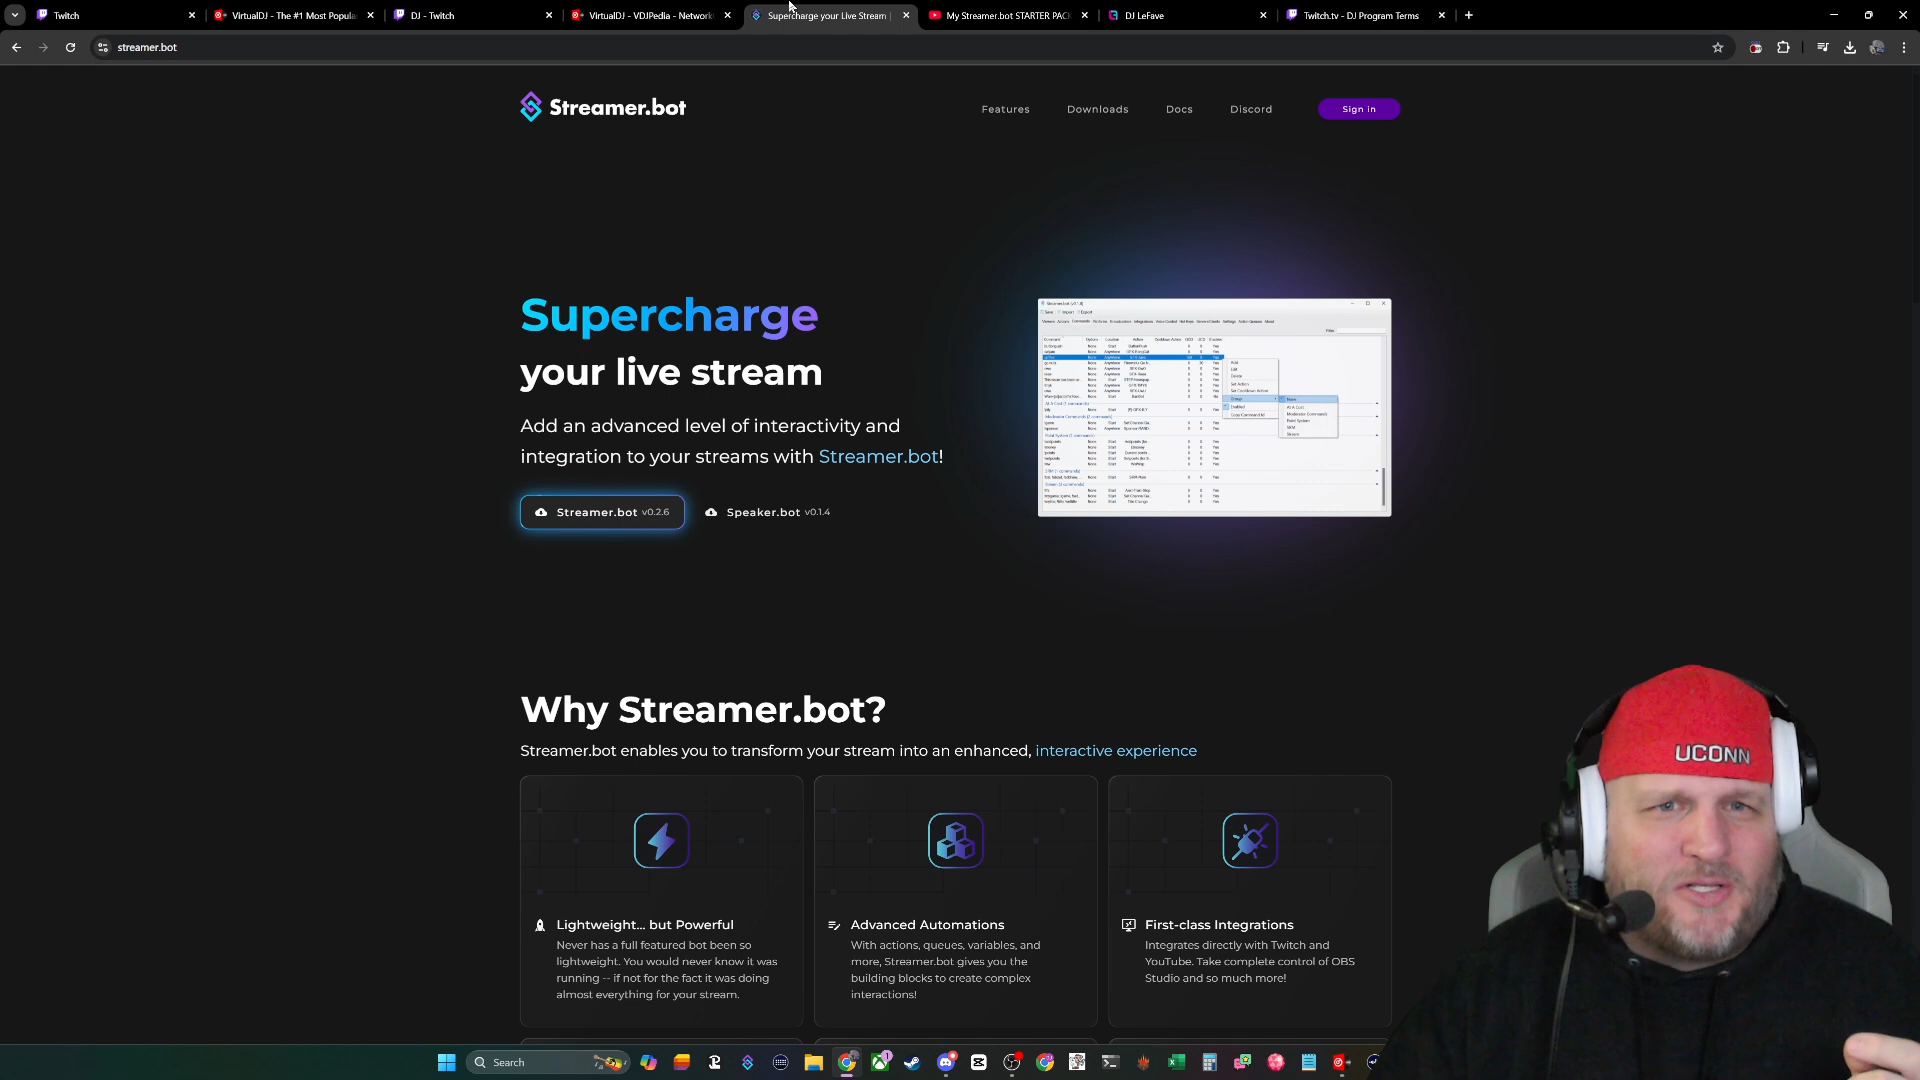 Twitch
VirtualDJ - The #1 Most Popula
DJ - Twitch
VirtualDJ - VDJPedia - Network
Supercharge your Live Stream |
My Streamer.bot STARTER PACK
DJ LeFave
Twitch.tv - DJ Program Terms
streamer.bot
Streamer.bot
Features
Downloads
Docs
Discord
Sign in
Supercharge
your live stream
Add an advanced level of interactivity and
integration to your streams with Streamer.bot!
Streamer.bot v0.2.6
Speaker.bot v0.1.4
Why Streamer.bot?
Streamer.bot enables you to transform your stream into an enhanced, interactive experience
Lightweight... but Powerful
Never has a full featured bot been so
lightweight. You would never know it was
running -- if not for the fact it was doing
almost everything for your stream.
Advanced Automations
With actions, queues, variables, and
more, Streamer.bot gives you the
building blocks to create complex
interactions!
First-class Integrations
Integrates directly with Twitch and
YouTube. Take complete control of OBS
Studio and so much more!
UCONN
Search